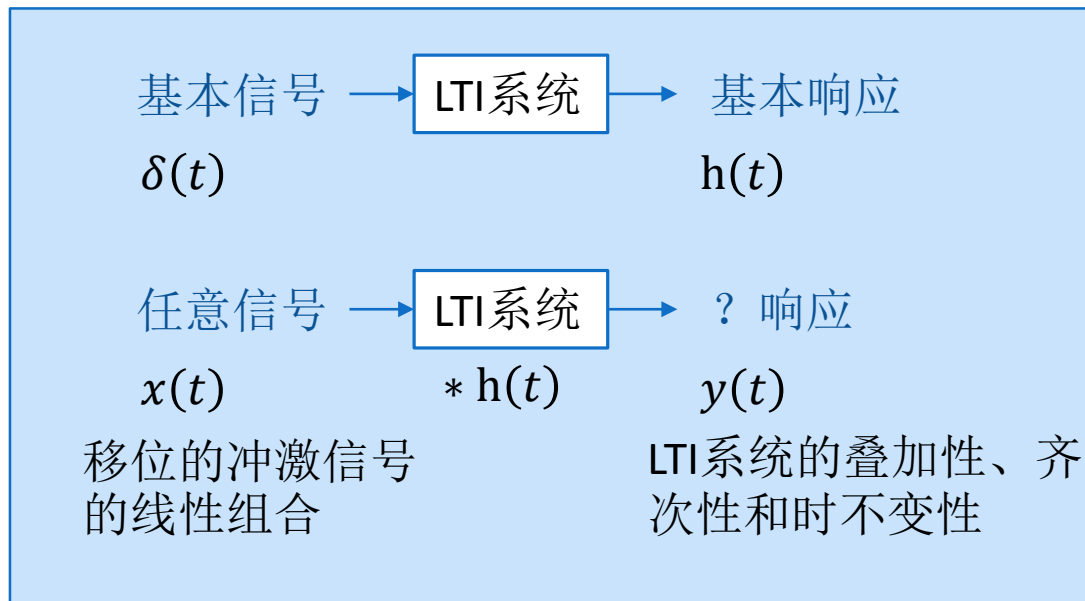 基本信号 LTI系统 基本响应
δ(t) h(t)
任意信号 LTI系统 ？响应
x(t) ∗ h(t) y(t)
移位的冲激信号 LTI系统的叠加性、齐
的线性组合 次性和时不变性